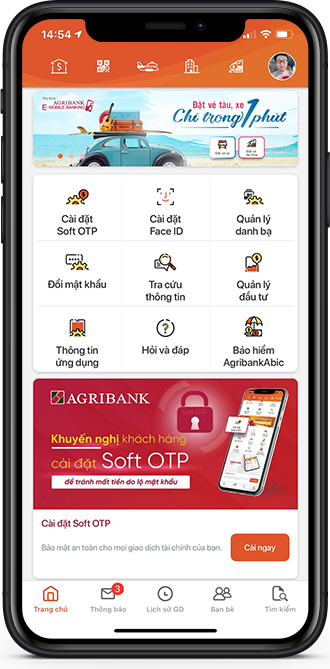 14:54
Ứng dụng
AGRIBANK
E-MOBILE BANKING
Đặt vé tàu, xe
Chỉ trong 1 phút
Cài đặt
Soft OTP
Cài đặt
Face ID
Quản lý
danh bạ
Đổi mật khẩu
Tra cứu
thông tin
Quản lý
đầu tư
Thông tin
ứng dụng
Hỏi và đáp
Bảo hiểm
AgribankAbic
AGRIBANK
Khuyến nghị khách hàng
cài đặt Soft OTP
để tránh mất tiền do lộ mật khẩu
Cài đặt Soft OTP
Bảo mật an toàn cho mọi giao dịch tài chính của bạn.
Cài ngay
3
Trang chủ
Thông báo
Lịch sử GD
Bạn bè
Tìm kiếm